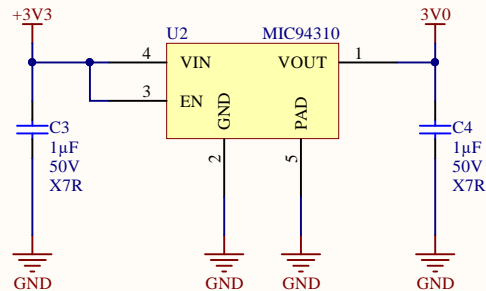 +3V3
U2
MIC94310
3V0
4
VIN
VOUT
1
3
EN
GND
PAD
C3
1µF
50V
X7R
2
5
C4
1µF
50V
X7R
GND
GND
GND
GND